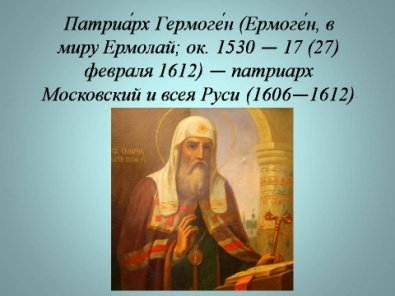 Патриа́рх Гермоге́н (Ермоге́н, в
миру Ермолай; ок. 1530 — 17 (27)
февраля 1612) — патриарх
Московский и всея Руси (1606—1612)